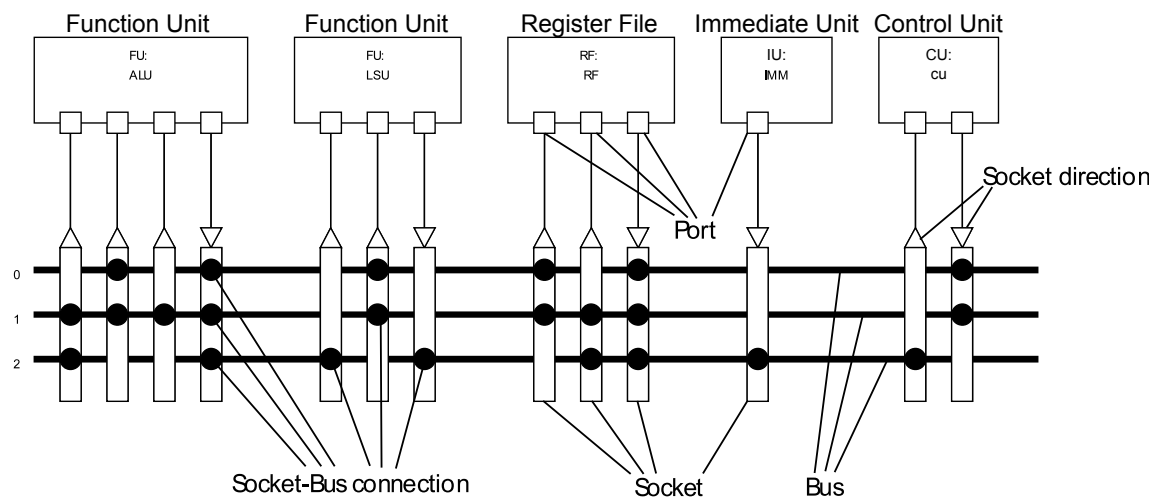 Function Unit
Function Unit
Register File
Immediate Unit
Control Unit
FU:
ALU
FU:
LSU
RF:
RF
IU:
IMM
CU:
cu
Socket direction
Port
0
1
2
Socket-Bus connection
Socket
Bus